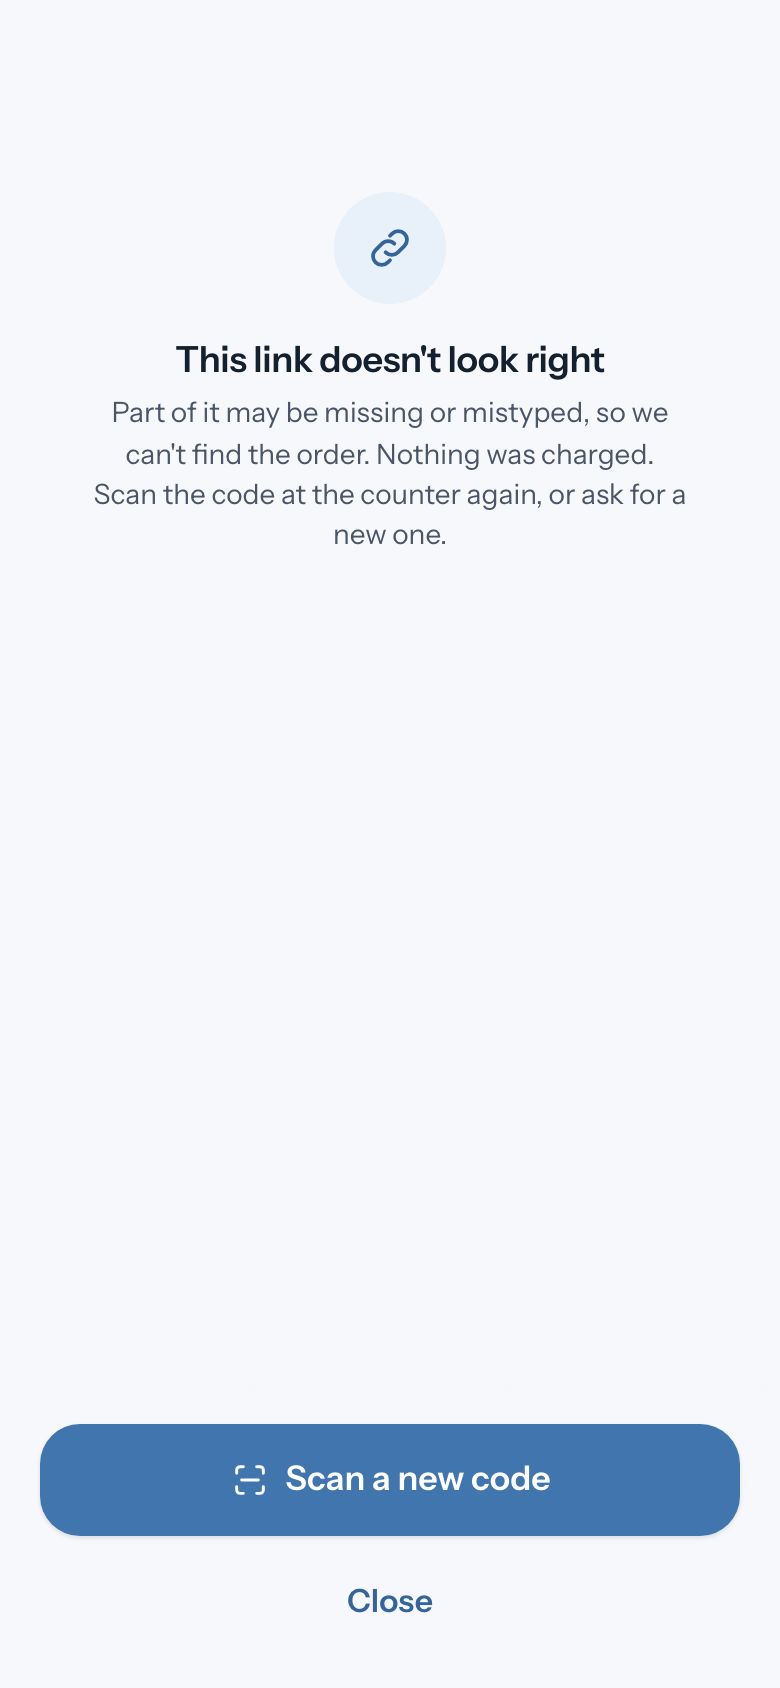 This link doesn't look right
Part of it may be missing or mistyped, so we
can't find the order. Nothing was charged.
Scan the code at the counter again, or ask for a
new one.
Scan a new code
Close